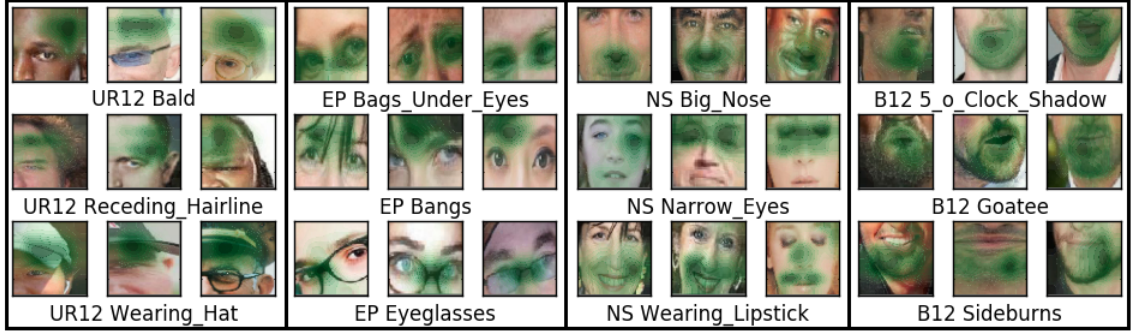 UR12 Bald
EP Bags_Under_Eyes
NS Big_Nose
B12 5_o_Clock_Shadow
UR12 Receding_Hairline
EP Bangs
NS Narrow_Eyes
B12 Goatee
UR12 Wearing_Hat
EP Eyeglasses
NS Wearing_Lipstick
B12 Sideburns